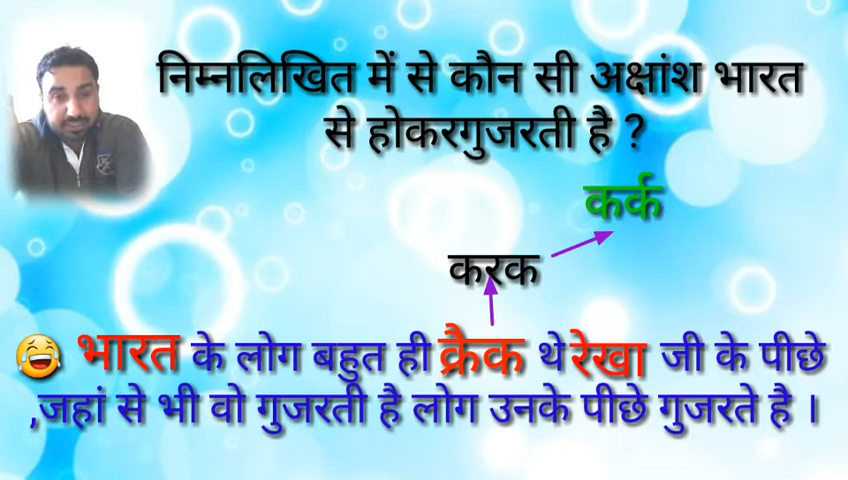 निम्नलिखित में से कौन सी अक्षांश भारत
से होकरगुजरती है ?
कर्क
करक
भारत के लोग बहुत ही क्रैक थे रेखा जी के पीछे
,जहां से भी वो गुजरती है लोग उनके पीछे गुजरते है ।